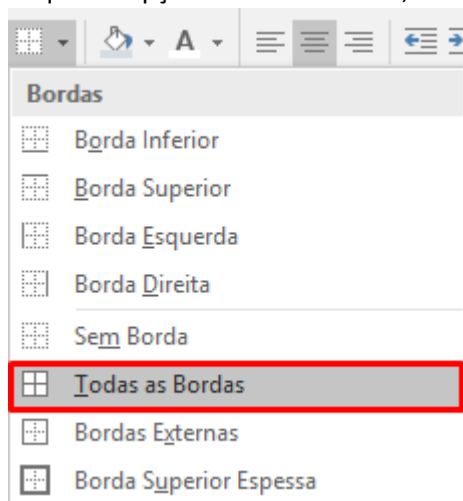 A
Bordas
Borda Inferior
Borda Superior
Borda Esquerda
Borda Direita
Sem Borda
Todas as Bordas
Bordas Externas
Borda Superior Espessa